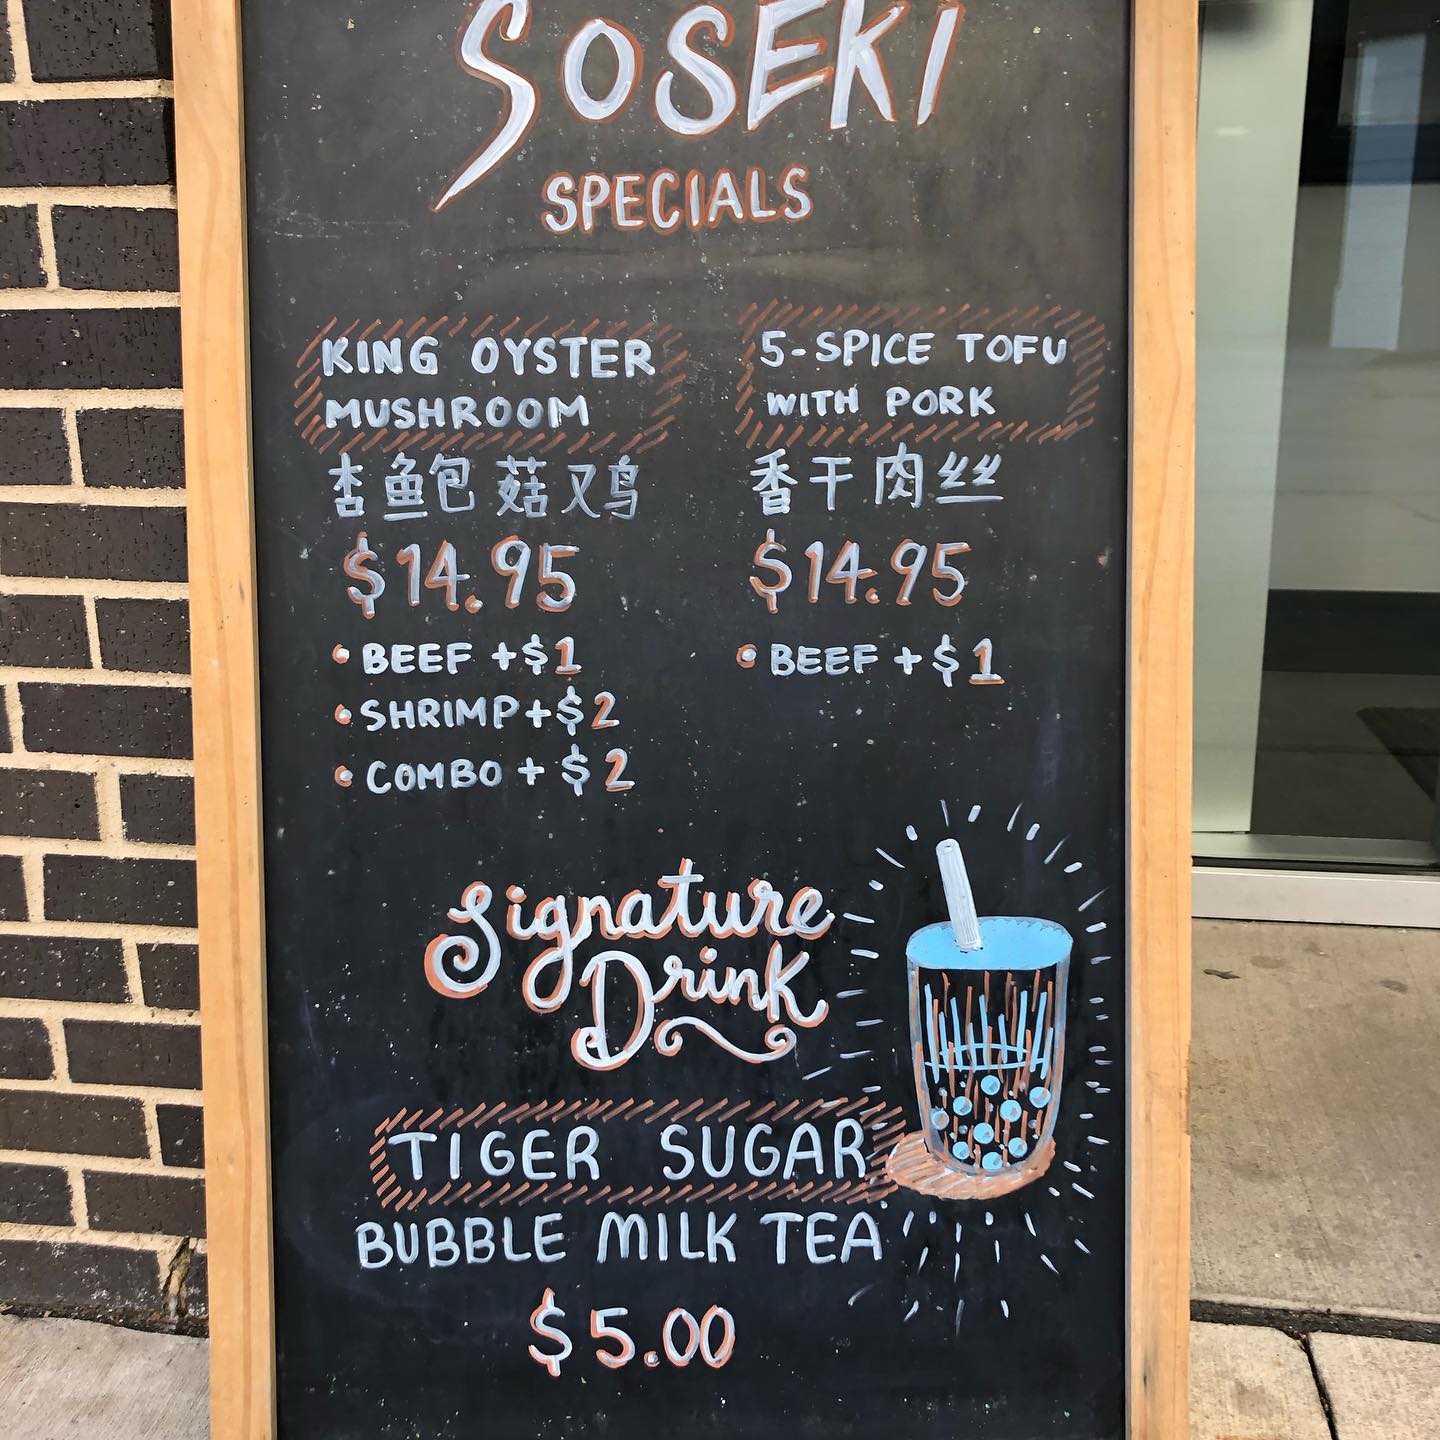 SOSEKI
SPECIALS
KING OYSTER
MUSHROOM
杏鱼包菇又鸟
$14.95
• BEEF +$1
• SHRIMP +$2
• COMBO + $2
5-SPICE TOFU
WITH PORK
香干肉丝
$14.95
• BEEF + $1
Signature
Drink
TIGER SUGAR
BUBBLE MILK TEA
$5.00